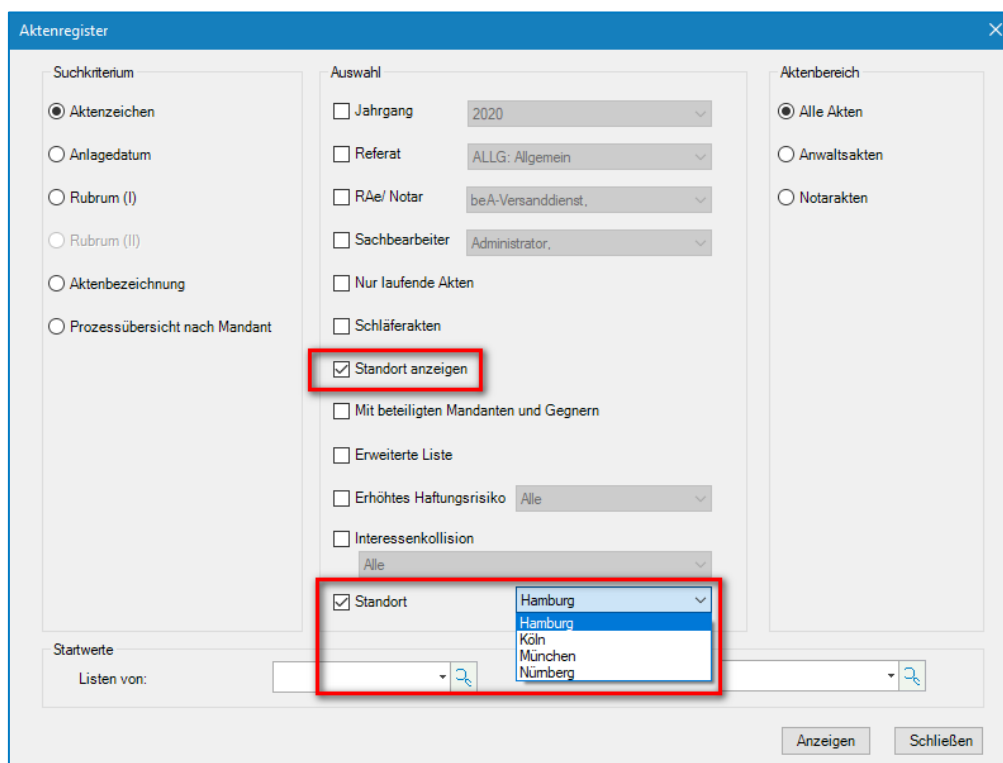 Aktenregister
Suchkriterium
Aktenzeichen
Anlagedatum
Rubrum (I)
Rubrum (II)
Aktenbezeichnung
Prozessübersicht nach Mandant
Auswahl
Jahrgang 2020
Referat ALLG: Allgemein
RAe/ Notar beA-Versanddienst,
Sachbearbeiter Administrator,
Nur laufende Akten
Schläferakten
Standort anzeigen
Mit beteiligten Mandanten und Gegnern
Erweiterte Liste
Erhöhtes Haftungsrisiko Alle
Interessenkollision
Alle
Standort Hamburg
Hamburg
Köln
München
Nürnberg
Aktenbereich
Alle Akten
Anwaltsakten
Notarakten
Startwerte
Listen von:
Anzeigen Schließen